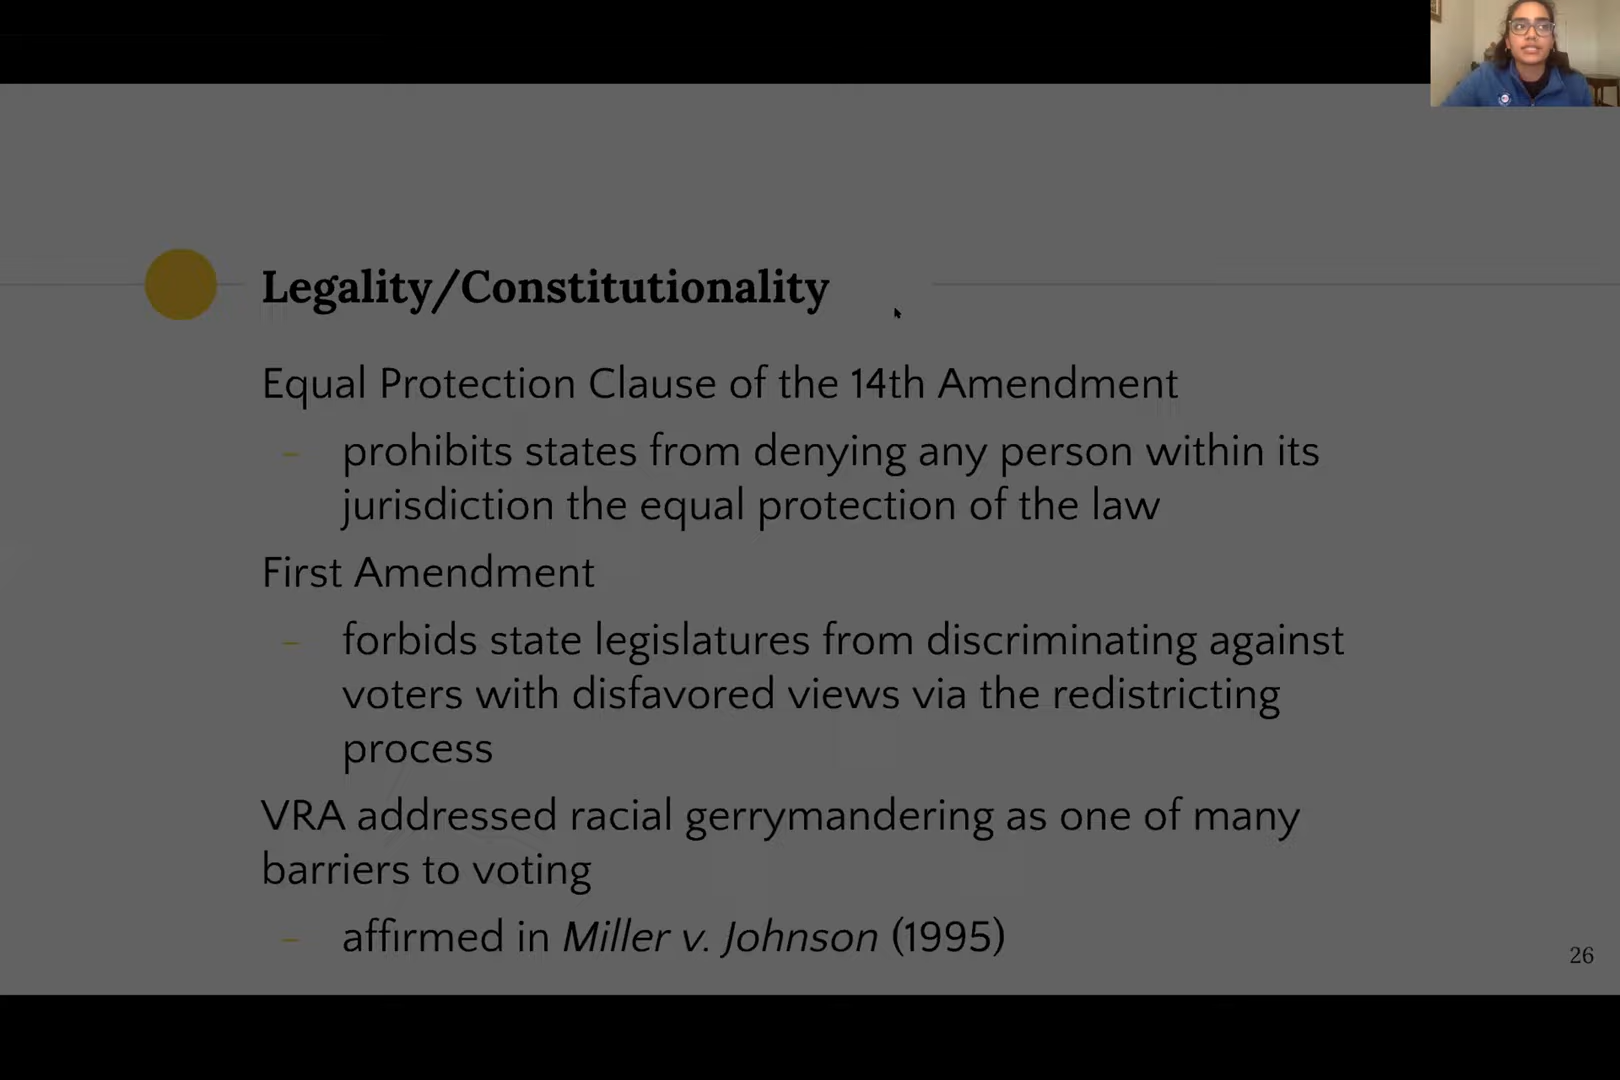 Legality/Constitutionality
Equal Protection Clause of the 14th Amendment
– prohibits states from denying any person within its
jurisdiction the equal protection of the law
First Amendment
– forbids state legislatures from discriminating against
voters with disfavored views via the redistricting
process
VRA addressed racial gerrymandering as one of many
barriers to voting
– affirmed in Miller v. Johnson (1995)
26